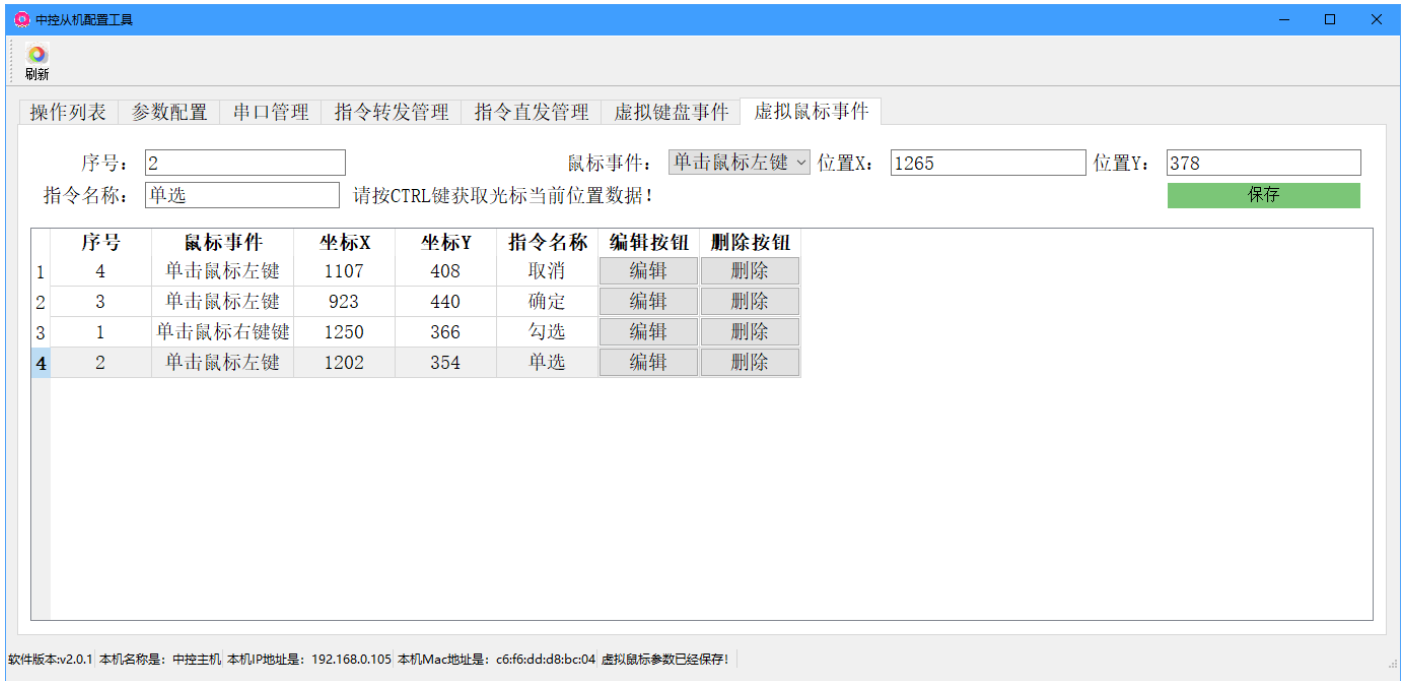 中控从机配置工具
刷新
操作列表 参数配置 串口管理 指令转发管理 指令直发管理 虚拟键盘事件 虚拟鼠标事件
序号: 2 鼠标事件: 单击鼠标左键 位置X: 1265 位置Y: 378
指令名称: 单选 请按CTRL键获取光标当前位置数据! 保存
序号 鼠标事件 坐标X 坐标Y 指令名称 编辑按钮 删除按钮
1 4 单击鼠标左键 1107 408 取消 编辑 删除
2 3 单击鼠标左键 923 440 确定 编辑 删除
3 1 单击鼠标右键键 1250 366 勾选 编辑 删除
4 2 单击鼠标左键 1202 354 单选 编辑 删除
软件版本:v2.0.1 本机名称是：中控主机 本机IP地址是：192.168.0.105 本机Mac地址是：c6:f6:dd:d8:bc:04 虚拟鼠标参数已经保存!